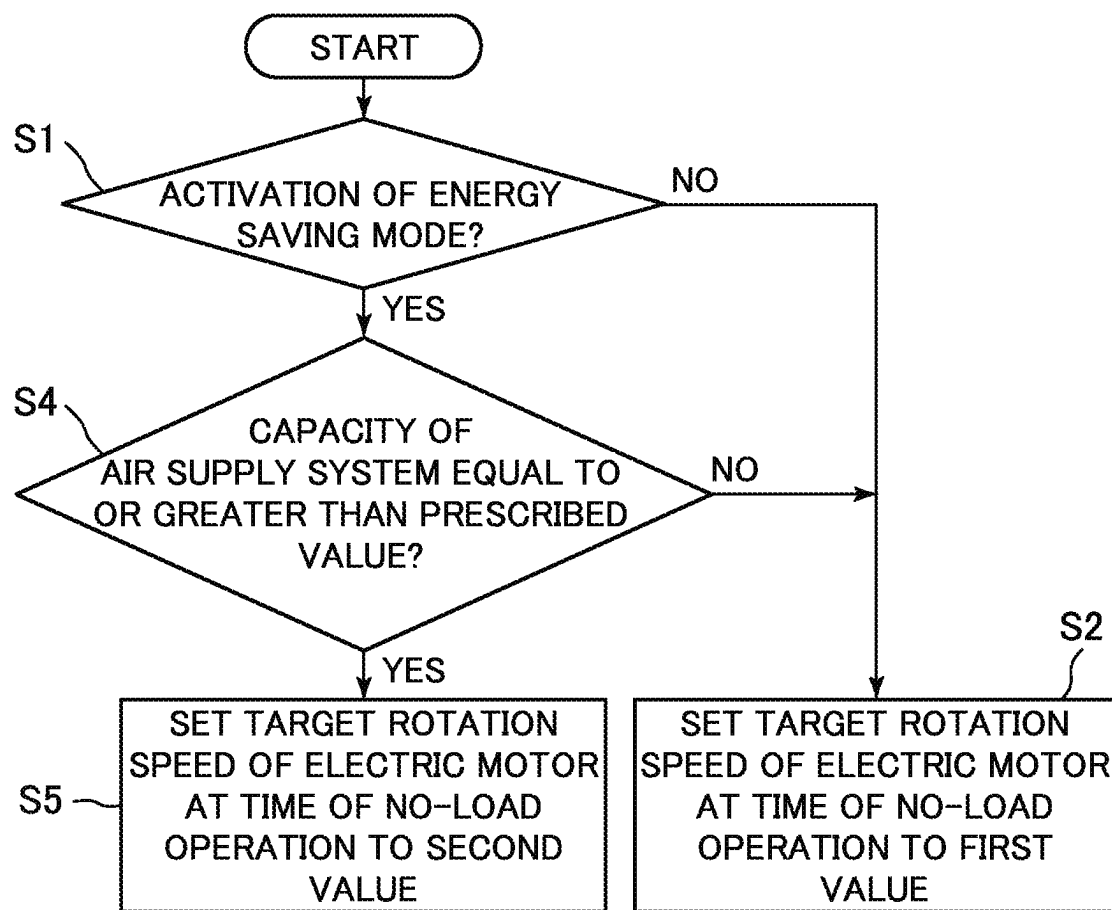 START
S1
ACTIVATION OF ENERGY
SAVING MODE?
NO
YES
S4
CAPACITY OF
AIR SUPPLY SYSTEM EQUAL TO
OR GREATER THAN PRESCRIBED
VALUE?
NO
YES
S5
SET TARGET ROTATION
SPEED OF ELECTRIC MOTOR
AT TIME OF NO-LOAD
OPERATION TO SECOND
VALUE
S2
SET TARGET ROTATION
SPEED OF ELECTRIC MOTOR
AT TIME OF NO-LOAD
OPERATION TO FIRST
VALUE